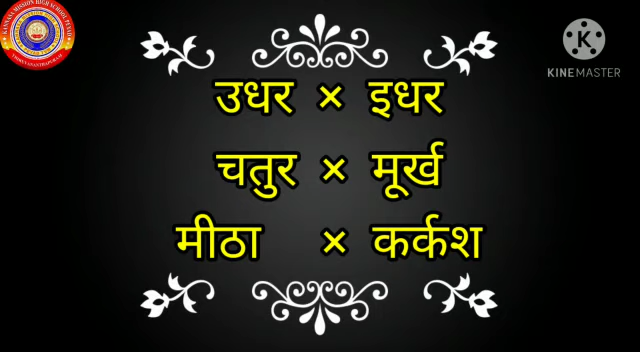 KINEMASTER
उधर × इधर
चतुर × मूर्ख
मीठा × कर्कश